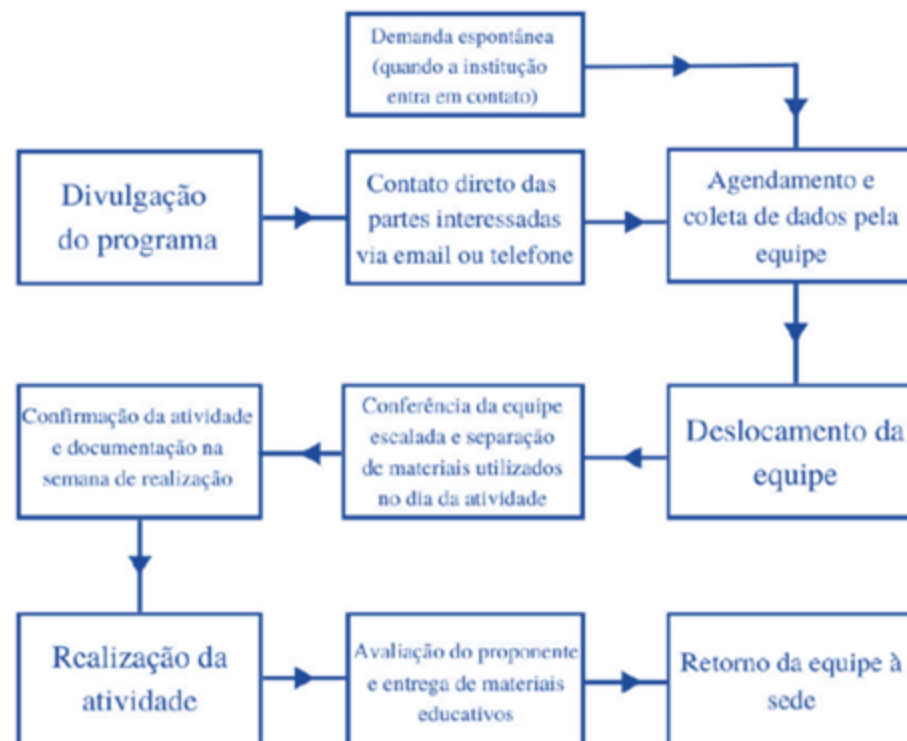 Demanda espontânea
(quando a instituição
entra em contato)
Divulgação
do programa
Contato direto das
partes interessadas
via email ou telefone
Agendamento e
coleta de dados pela
equipe
Deslocamento da
equipe
Conferência da equipe
escalada e separação
de materiais utilizados
no dia da atividade
Confirmação da atividade
e documentação na
semana de realização
Realização da
atividade
Avaliação do proponente
e entrega de materiais
educativos
Retorno da equipe à
sede